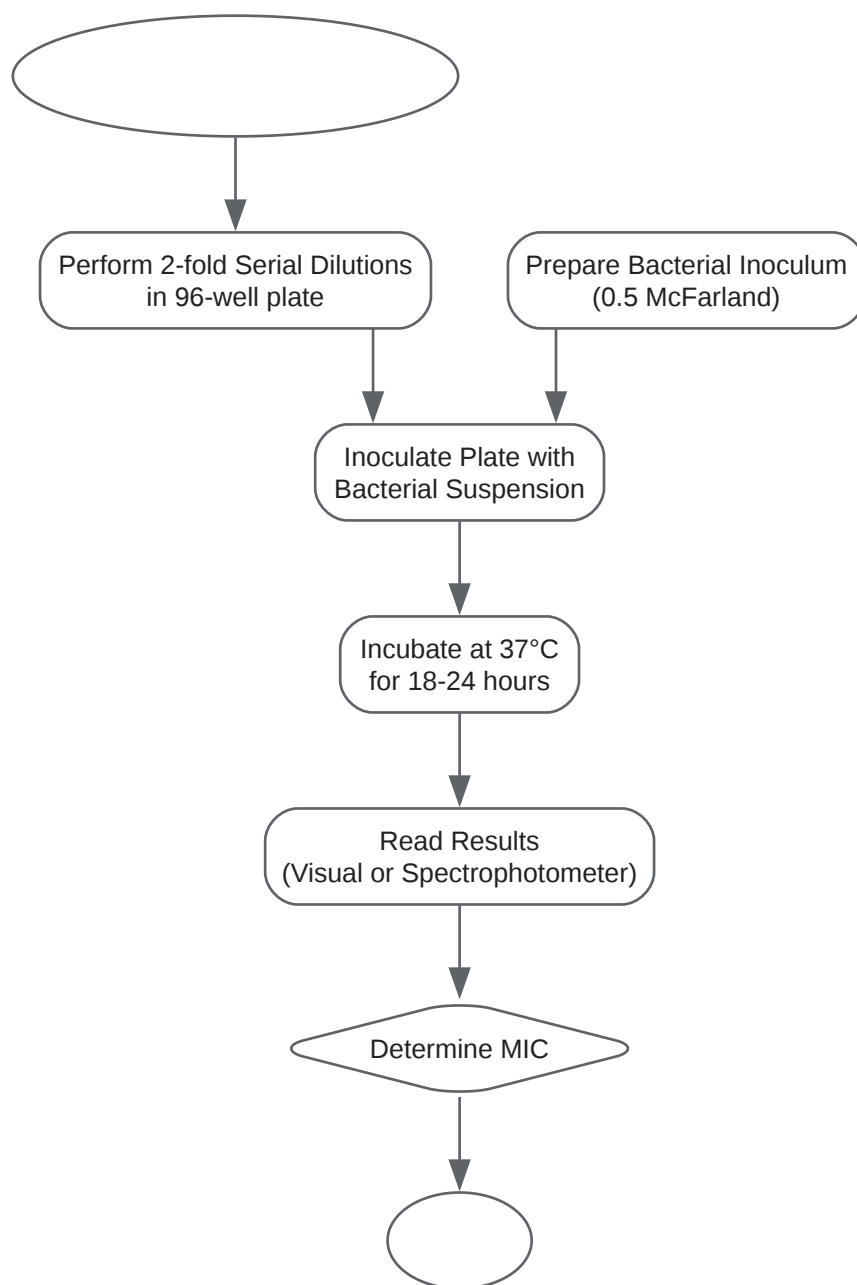 Perform 2-fold Serial Dilutions
in 96-well plate
Prepare Bacterial Inoculum
(0.5 McFarland)
Inoculate Plate with
Bacterial Suspension
Incubate at 37°C
for 18-24 hours
Read Results
(Visual or Spectrophotometer)
Determine MIC